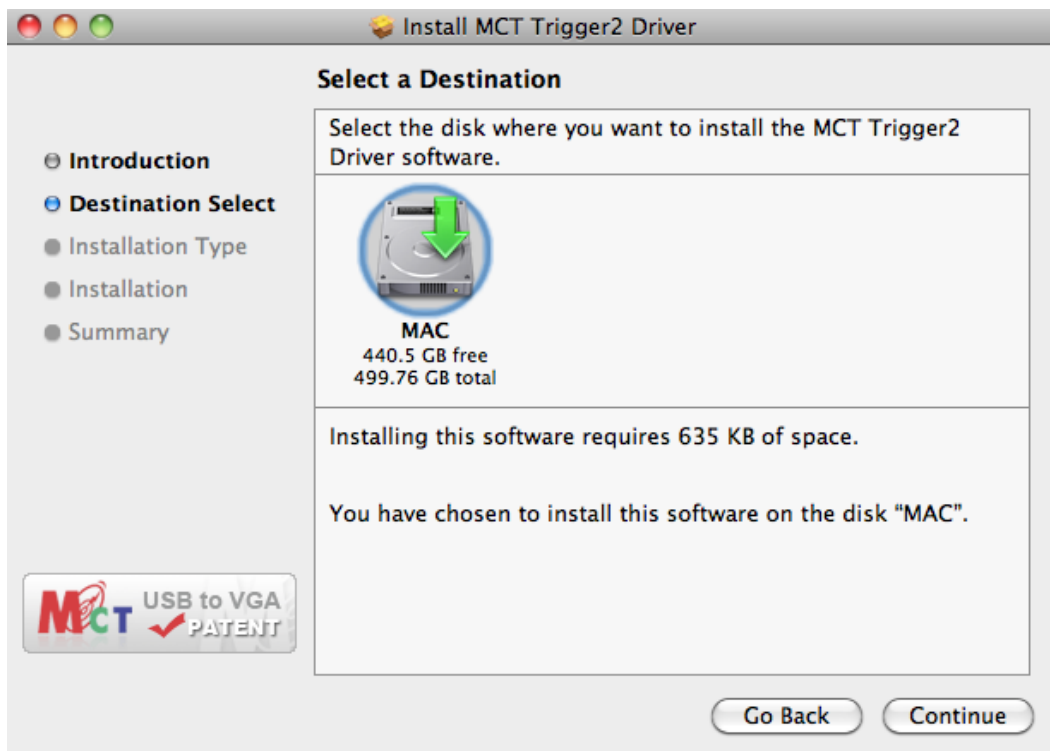 Install MCT Trigger2 Driver
Select a Destination
Introduction
Destination Select
Installation Type
Installation
Summary
Select the disk where you want to install the MCT Trigger2
Driver software.
MAC
440.5 GB free
499.76 GB total
Installing this software requires 635 KB of space.
You have chosen to install this software on the disk “MAC”.
MCT USB to VGA
PATENT
Go Back
Continue